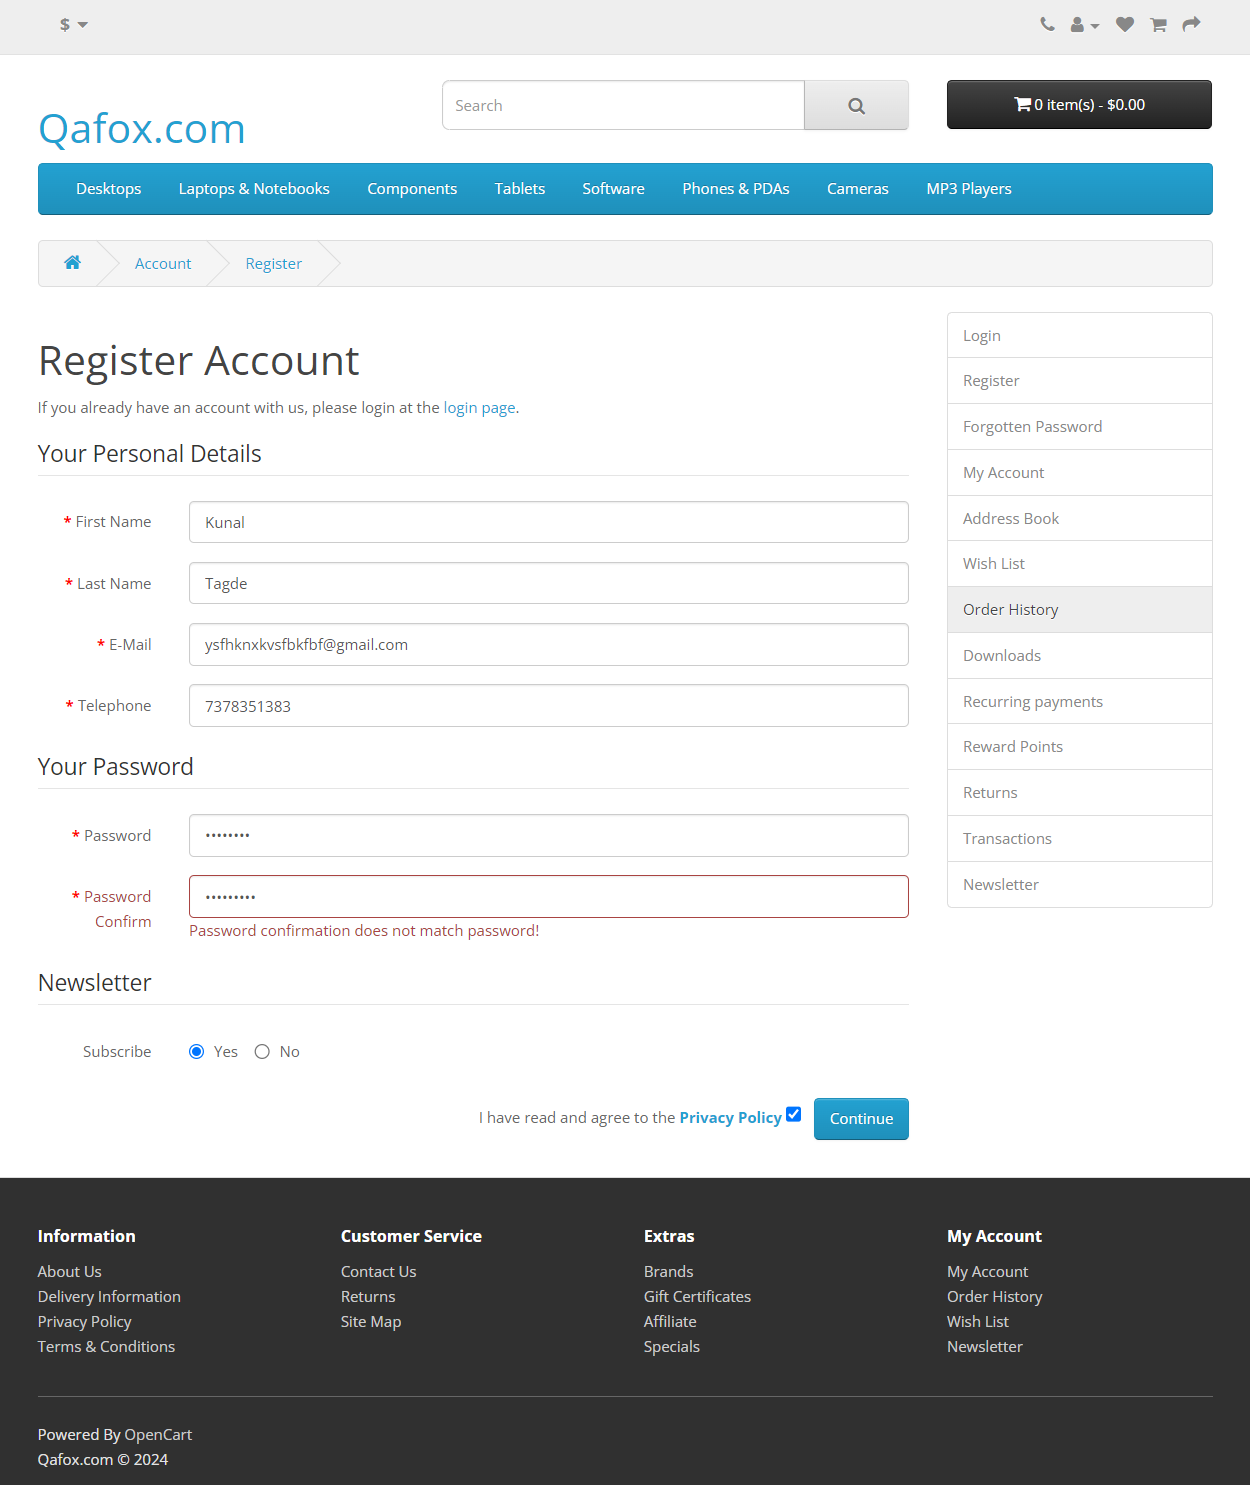 $
Qafox.com
Search
0 item(s) - $0.00
Desktops Laptops & Notebooks Components Tablets Software Phones & PDAs Cameras MP3 Players
Account Register
Register Account
If you already have an account with us, please login at the login page.
Your Personal Details
* First Name Kunal
* Last Name Tagde
* E-Mail ysfhknxkvsfbkfbf@gmail.com
* Telephone 7378351383
Your Password
* Password ••••••••
* Password Confirm •••••••••
Password confirmation does not match password!
Newsletter
Subscribe Yes No
I have read and agree to the Privacy Policy Continue
Login
Register
Forgotten Password
My Account
Address Book
Wish List
Order History
Downloads
Recurring payments
Reward Points
Returns
Transactions
Newsletter
Information
About Us
Delivery Information
Privacy Policy
Terms & Conditions
Customer Service
Contact Us
Returns
Site Map
Extras
Brands
Gift Certificates
Affiliate
Specials
My Account
My Account
Order History
Wish List
Newsletter
Powered By OpenCart
Qafox.com © 2024